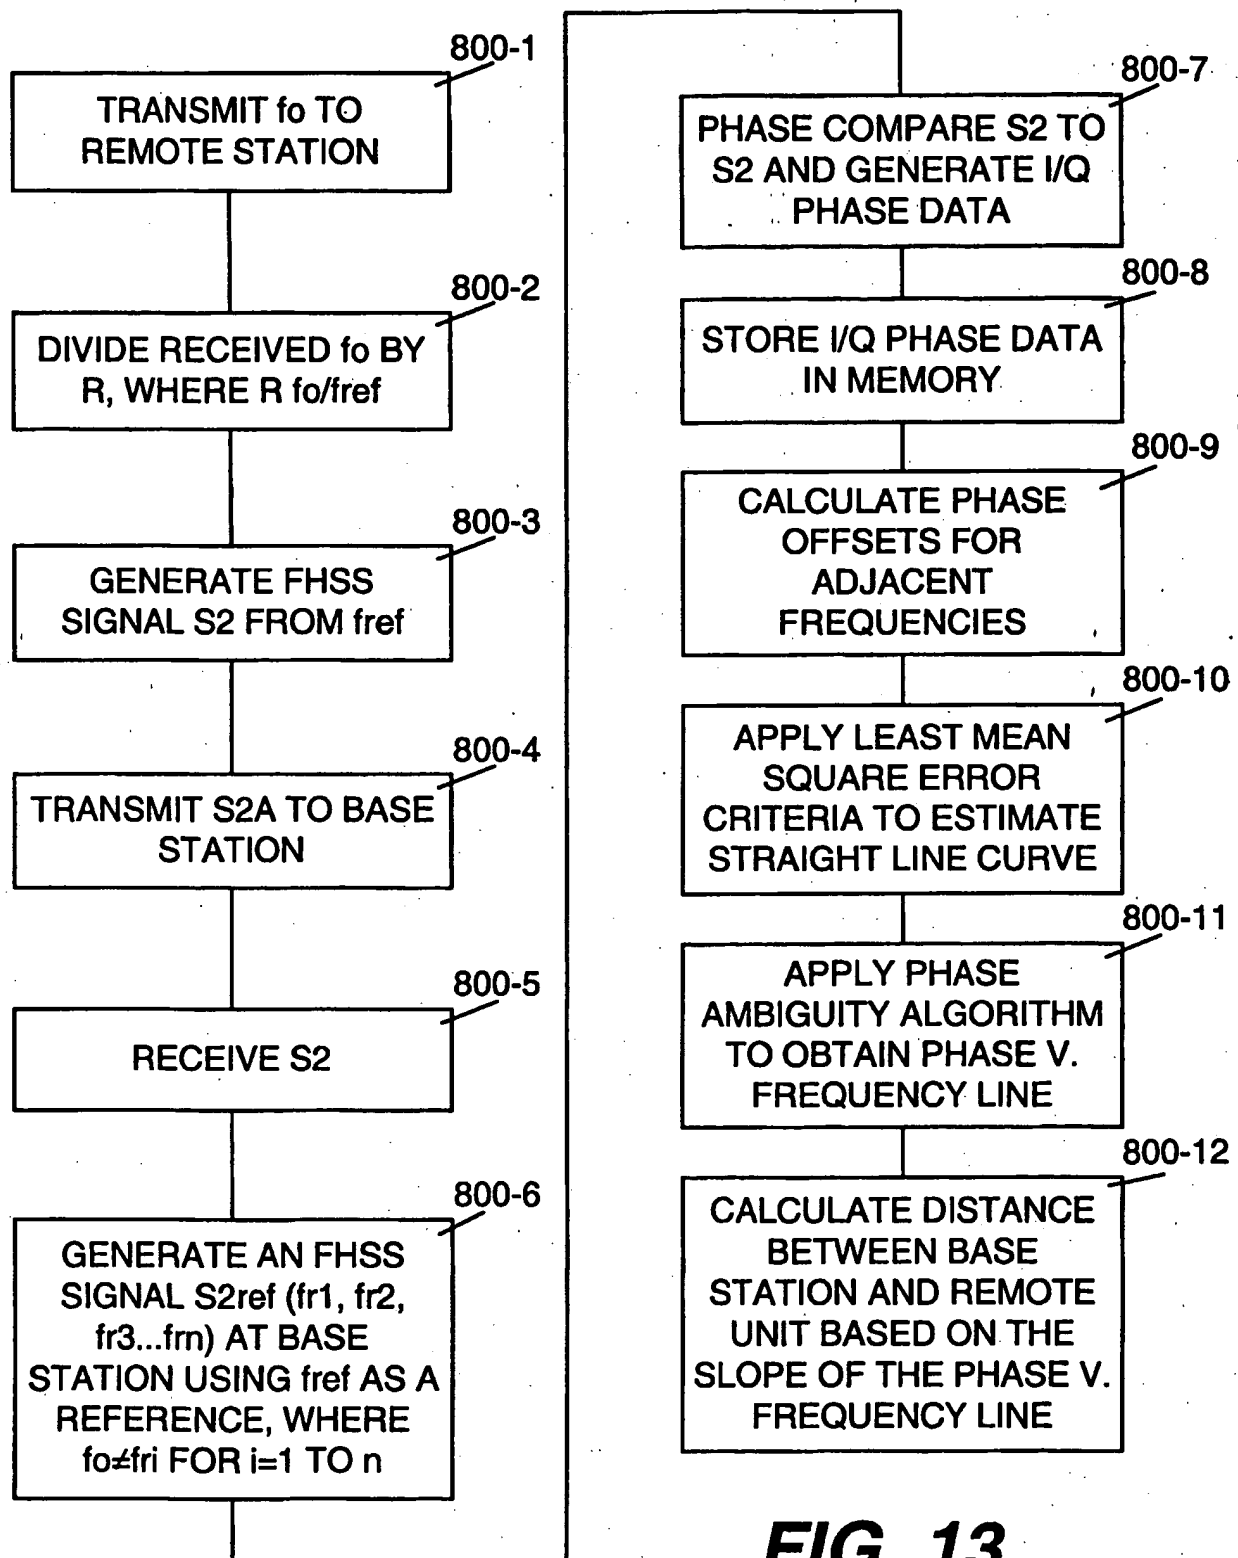 800-1
TRANSMIT fo TO
REMOTE STATION
800-2
DIVIDE RECEIVED fo BY
R, WHERE R fo/fref
800-3
GENERATE FHSS
SIGNAL S2 FROM fref
800-4
TRANSMIT S2A TO BASE
STATION
800-5
RECEIVE S2
800-6
GENERATE AN FHSS
SIGNAL S2ref (fr1, fr2,
fr3...frn) AT BASE
STATION USING fref AS A
REFERENCE, WHERE
fo≠fri FOR i=1 TO n
800-7
PHASE COMPARE S2 TO
S2 AND GENERATE I/Q
PHASE DATA
800-8
STORE I/Q PHASE DATA
IN MEMORY
800-9
CALCULATE PHASE
OFFSETS FOR
ADJACENT
FREQUENCIES
800-10
APPLY LEAST MEAN
SQUARE ERROR
CRITERIA TO ESTIMATE
STRAIGHT LINE CURVE
800-11
APPLY PHASE
AMBIGUITY ALGORITHM
TO OBTAIN PHASE V.
FREQUENCY LINE
800-12
CALCULATE DISTANCE
BETWEEN BASE
STATION AND REMOTE
UNIT BASED ON THE
SLOPE OF THE PHASE V.
FREQUENCY LINE
FIG. 13